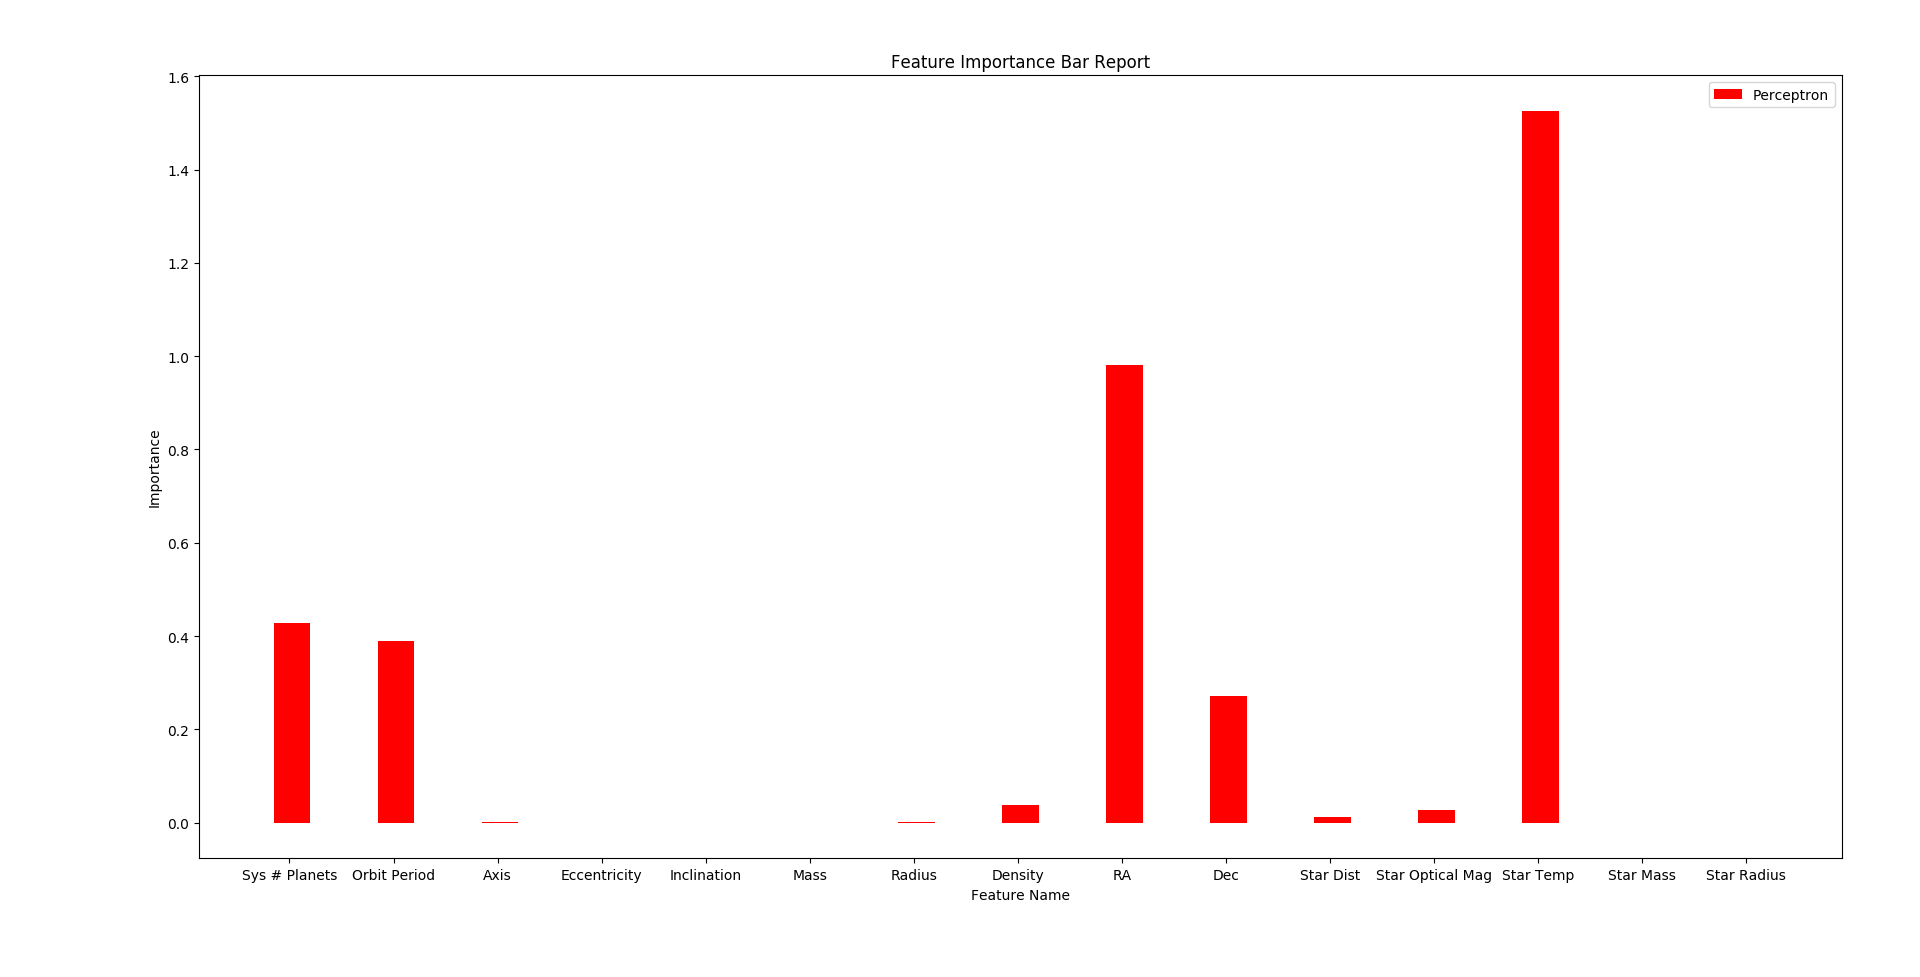 Feature Importance Bar Report
Perceptron
1.6
1.4
1.2
1.0
0.8
0.6
0.4
0.2
0.0
Importance
Sys # Planets Orbit Period Axis Eccentricity Inclination Mass Radius Density RA Dec Star Dist Star Optical Mag Star Temp Star Mass Star Radius
Feature Name